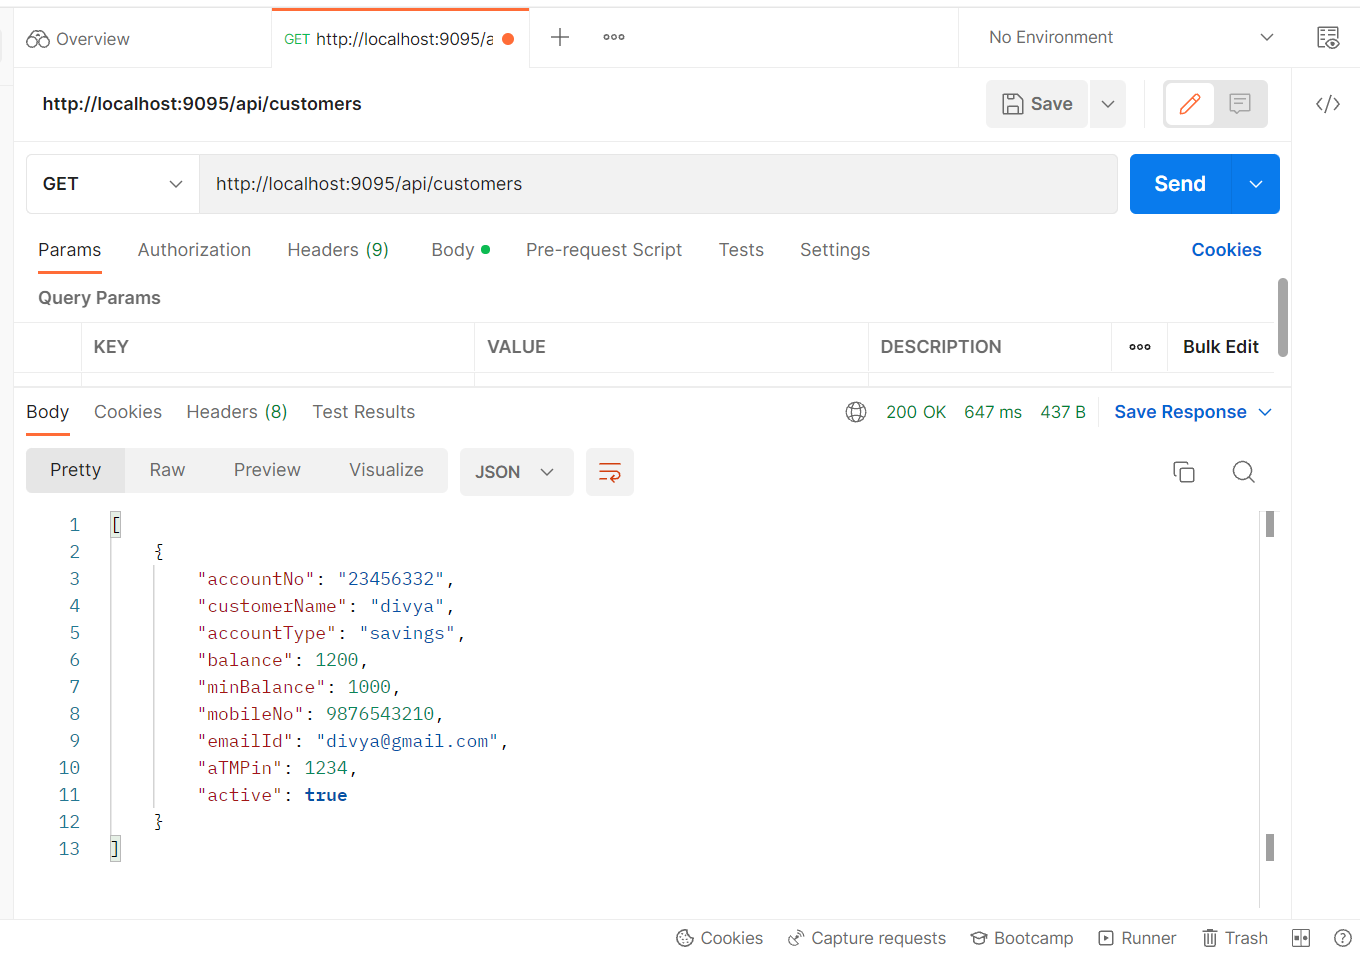 Overview
GET http://localhost:9095/a
No Environment
http://localhost:9095/api/customers
Save
GET
http://localhost:9095/api/customers
Send
Params Authorization Headers (9) Body Pre-request Script Tests Settings Cookies
Query Params
KEY VALUE DESCRIPTION Bulk Edit
Body Cookies Headers (8) Test Results 200 OK 647 ms 437 B Save Response
Pretty Raw Preview Visualize JSON
1 [
2 {
3 "accountNo": "23456332",
4 "customerName": "divya",
5 "accountType": "savings",
6 "balance": 1200,
7 "minBalance": 1000,
8 "mobileNo": 9876543210,
9 "emailId": "divya@gmail.com",
10 "aTMPin": 1234,
11 "active": true
12 }
13 ]
Cookies Capture requests Bootcamp Runner Trash